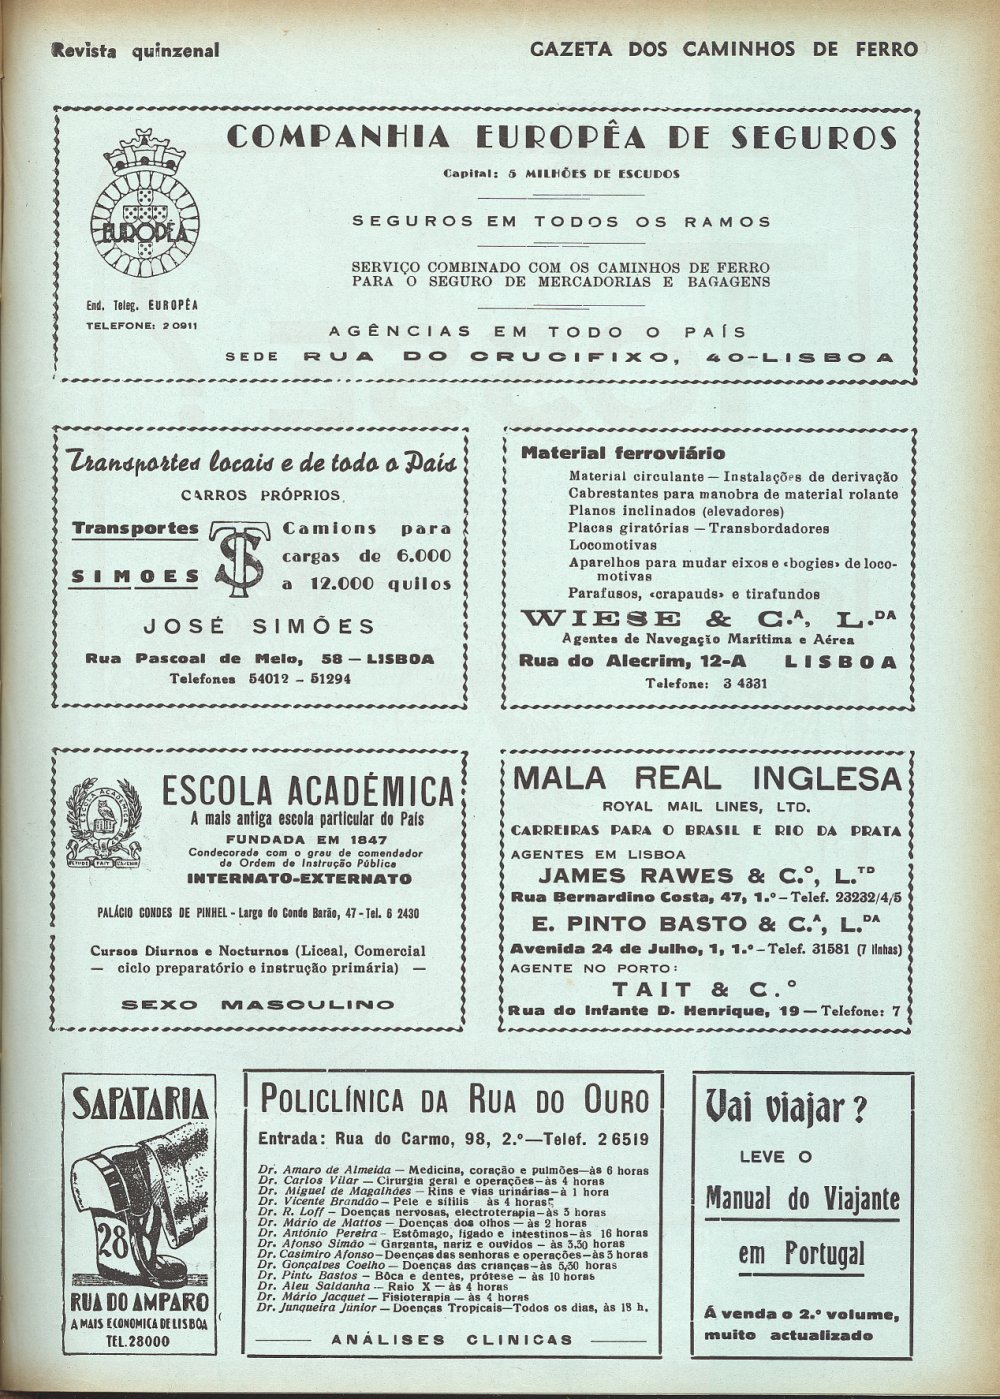 Revista quinzenal
GAZETA DOS CAMINHOS DE FERRO
COMPANHIA EUROPÊA DE SEGUROS
Capital: 5 MILHÕES DE ESCUDOS
EUROPÊA
SEGUROS EM TODOS OS RAMOS
SERVIÇO COMBINADO COM OS CAMINHOS DE FERRO
PARA O SEGURO DE MERCADORIAS E BAGAGENS
End. Teleg. EUROPÊA
TELEFONE: 20911
AGÊNCIAS EM TODO O PAÍS
SEDE RUA DO CRUCIFIXO, 40-LISBOA
Transportes locais e de todo o País
CARROS PRÓPRIOS
Transportes
SIMOES
TS
Camions para
cargas de 6.000
a 12.000 quilos
JOSÉ SIMÕES
Rua Pascoal de Melo, 58 — LISBOA
Telefones 54012 - 51294
Material ferroviário
Material circulante — Instalações de derivação
Cabrestantes para manobra de material rolante
Planos inclinados (elevadores)
Placas giratórias — Transbordadores
Locomotivas
Aparelhos para mudar eixos e «bogies» de loco-
motivas
Parafusos, «crapauds» e tirafundos
WIESE & C.A, L.DA
Agentes de Navegação Marítima e Aérea
Rua do Alecrim, 12-A LISBOA
Telefone: 3 4331
ESCOLA ACADÉMICA
A mais antiga escola particular do País
FUNDADA EM 1847
Condecorada com o grau de comendador
da Ordem de Instrução Pública
INTERNATO-EXTERNATO
PALÁCIO CONDES DE PINHEL - Largo do Conde Barão, 47 - Tel. 6 2430
Cursos Diurnos e Nocturnos (Liceal, Comercial
— ciclo preparatório e instrução primária) —
SEXO MASCULINO
MALA REAL INGLESA
ROYAL MAIL LINES, LTD.
CARREIRAS PARA O BRASIL E RIO DA PRATA
AGENTES EM LISBOA
JAMES RAWES & C.º, L.TD
Rua Bernardino Costa, 47, 1.º — Telef. 23232/4/5
E. PINTO BASTO & C.A, L.DA
Avenida 24 de Julho, 1, 1.º — Telef. 31581 (7 linhas)
AGENTE NO PORTO:
TAIT & C.º
Rua do Infante D. Henrique, 19 — Telefone: 7
SAPATARIA
28
RUA DO AMPARO
A MAIS ECONOMICA DE LISBOA
TEL. 28000
POLICLÍNICA DA RUA DO OURO
Entrada: Rua do Carmo, 98, 2.º — Telef. 26519
Dr. Amaro de Almeida — Medicina, coração e pulmões — às 6 horas
Dr. Carlos Vilar — Cirurgia geral e operações — às 4 horas
Dr. Miguel de Magalhães — Rins e vias urinárias — à 1 hora
Dr. Vicente Brandão — Pele e sífilis — às 4 horas
Dr. R. Loff — Doenças nervosas, electroterapia — às 3 horas
Dr. Mário de Mattos — Doenças dos olhos — às 2 horas
Dr. António Pereira — Estômago, fígado e intestinos — às 16 horas
Dr. Afonso Simão — Garganta, nariz e ouvidos — às 3,30 horas
Dr. Casimiro Afonso — Doenças das senhoras e operações — às 3 horas
Dr. Gonçalves Coelho — Doenças das crianças — às 5,30 horas
Dr. Pinto Bastos — Bôca e dentes, prótese — às 10 horas
Dr. Aleu Saldanha — Raio X — às 4 horas
Dr. Mário Jacquet — Fisioterapia — às 4 horas
Dr. Junqueira Júnior — Doenças Tropicais — Todos os dias, às 18 h.
ANÁLISES CLINICAS
Vai viajar?
LEVE O
Manual do Viajante
em Portugal
Á venda o 2.º volume,
muito actualizado